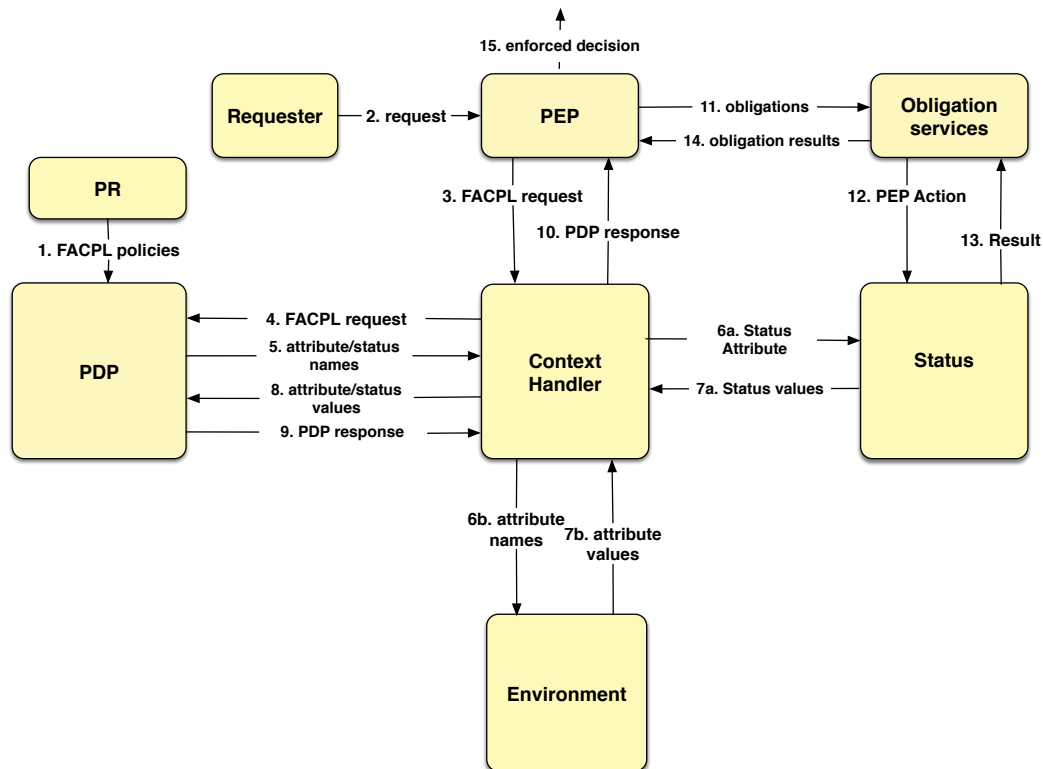 15. enforced decision
Requester
2. request
PEP
11. obligations
14. obligation results
Obligation
services
PR
1. FACPL policies
3. FACPL request
10. PDP response
12. PEP Action
13. Result
PDP
4. FACPL request
5. attribute/status
names
8. attribute/status
values
9. PDP response
Context
Handler
6a. Status
Attribute
7a. Status values
Status
6b. attribute
names
7b. attribute
values
Environment